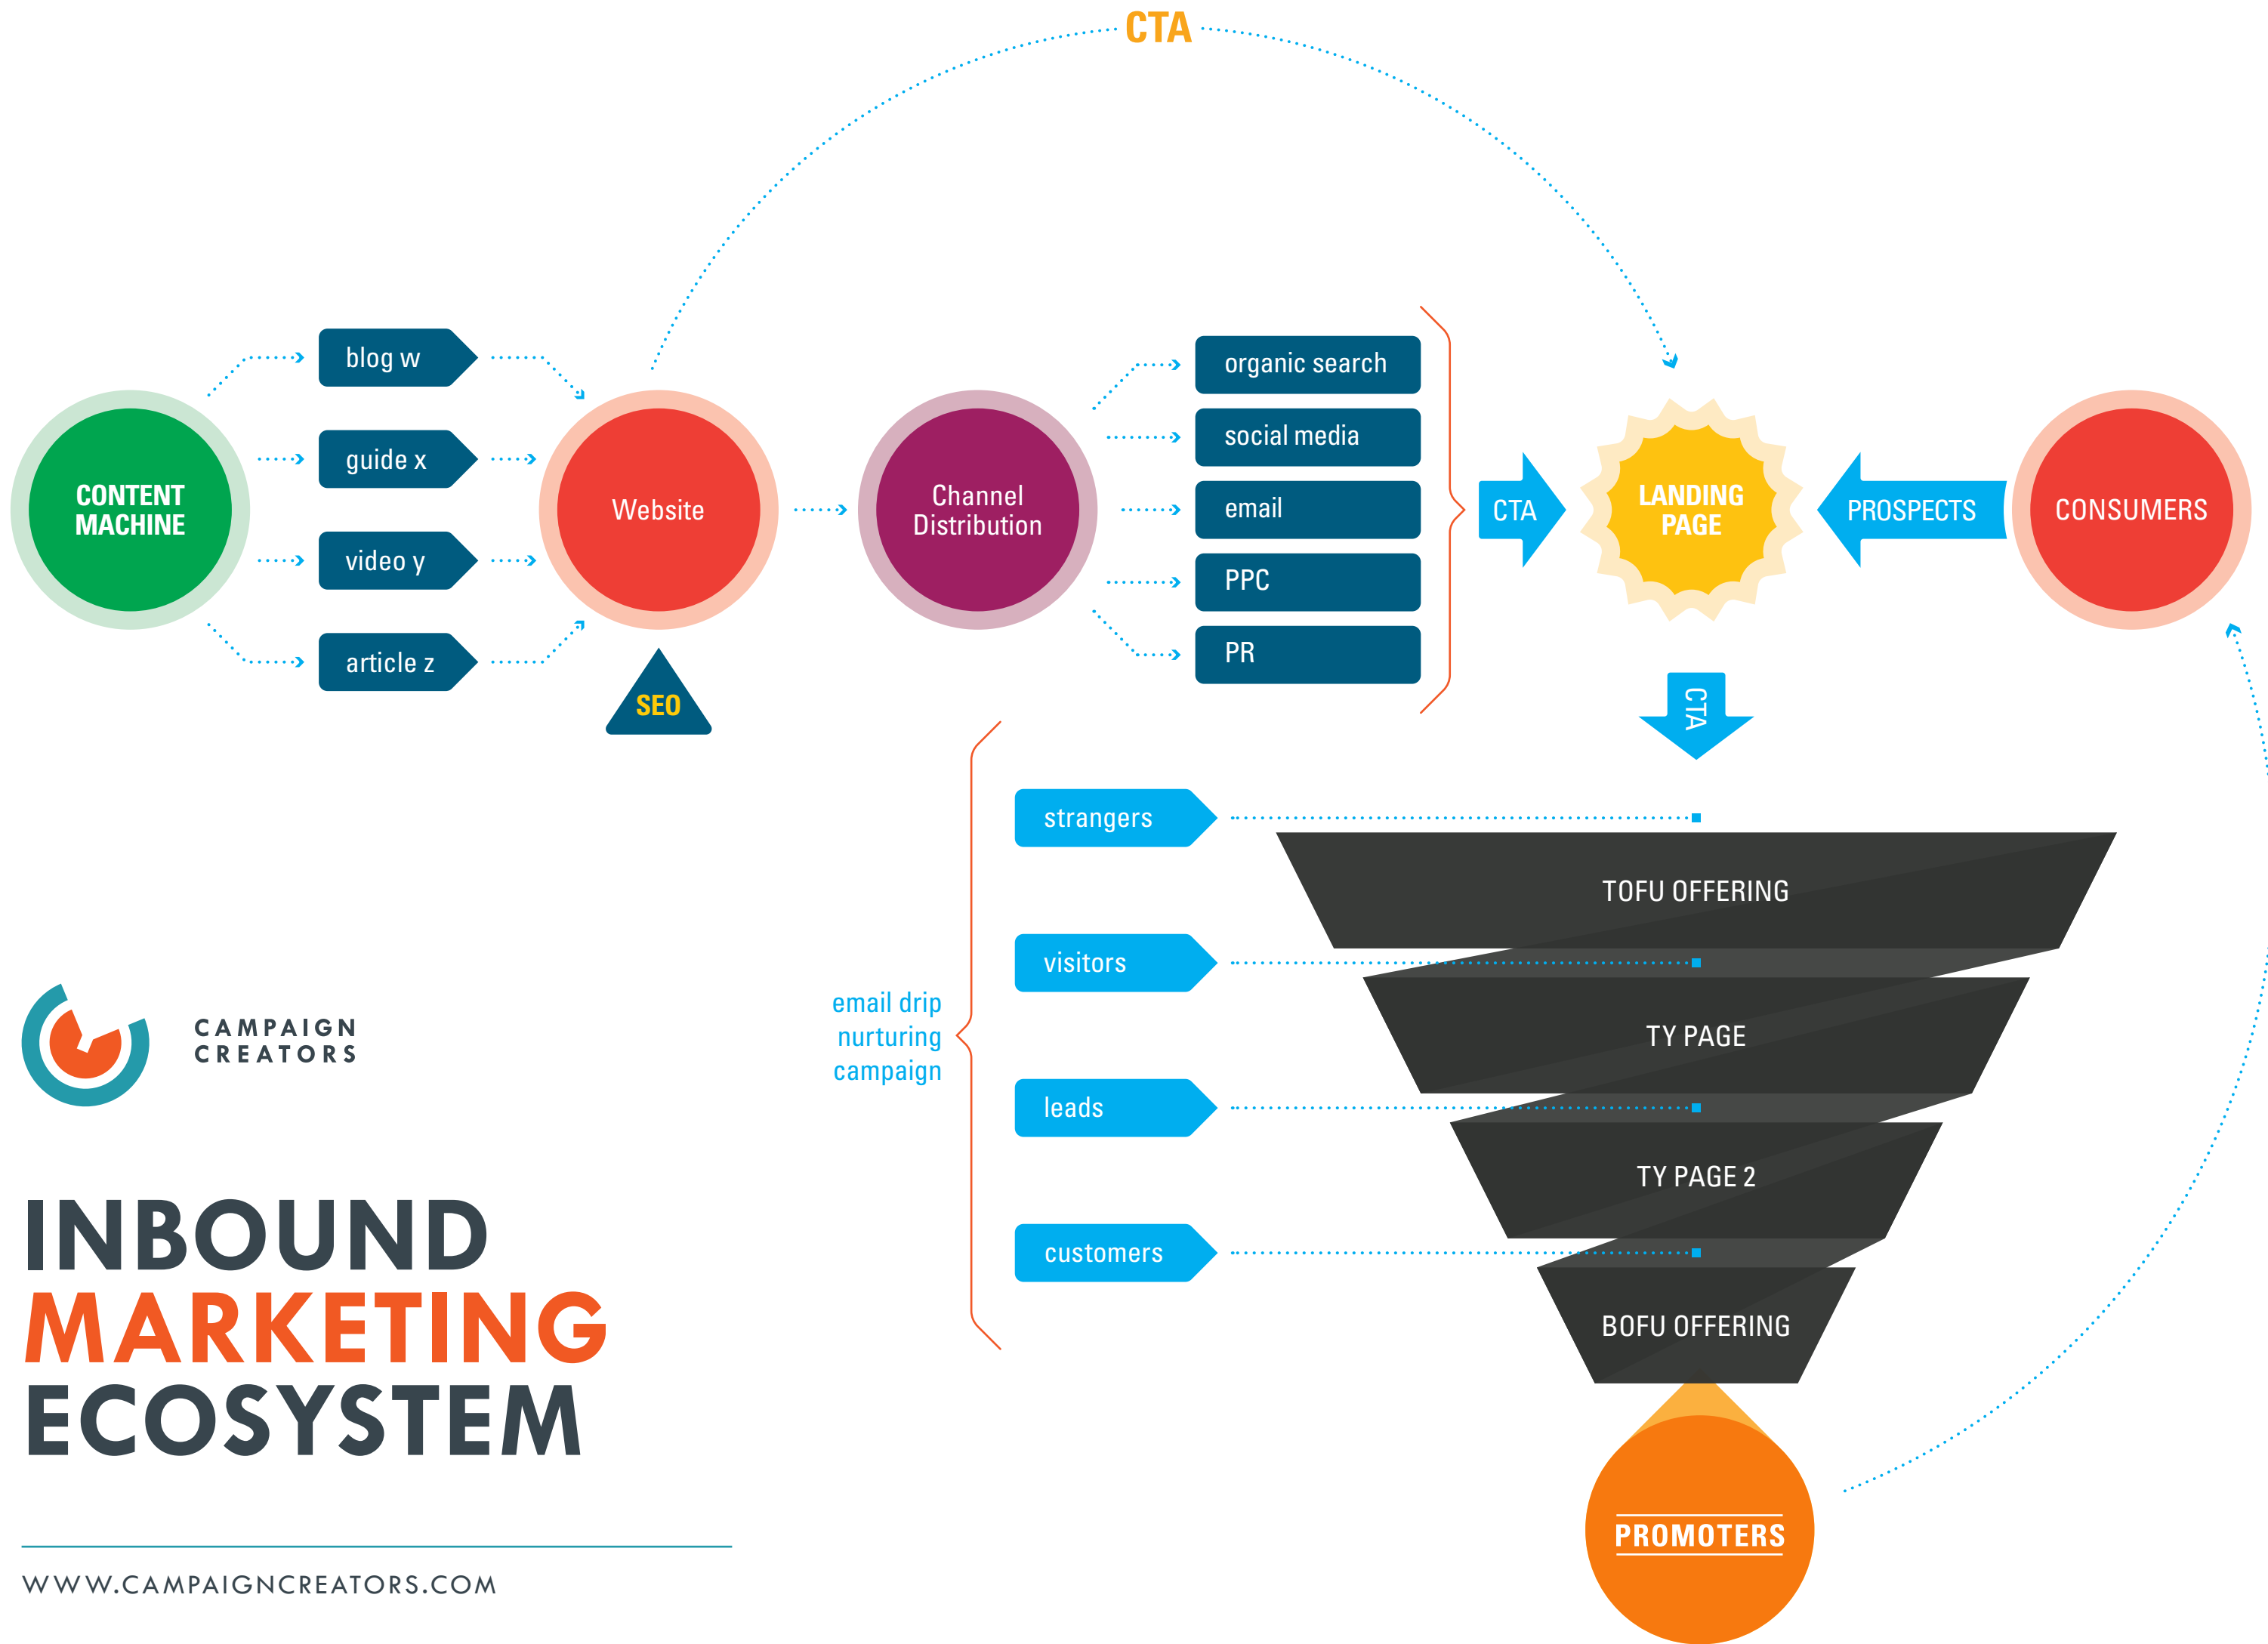 CTA
blog w
guide x
video y
article z
CONTENT
MACHINE
Website
SEO
Channel
Distribution
organic search
social media
email
PPC
PR
CTA
LANDING
PAGE
PROSPECTS
CONSUMERS
CTA
strangers
visitors
leads
customers
email drip
nurturing
campaign
TOFU OFFERING
TY PAGE
TY PAGE 2
BOFU OFFERING
PROMOTERS
CAMPAIGN
CREATORS
INBOUND
MARKETING
ECOSYSTEM
WWW.CAMPAIGNCREATORS.COM